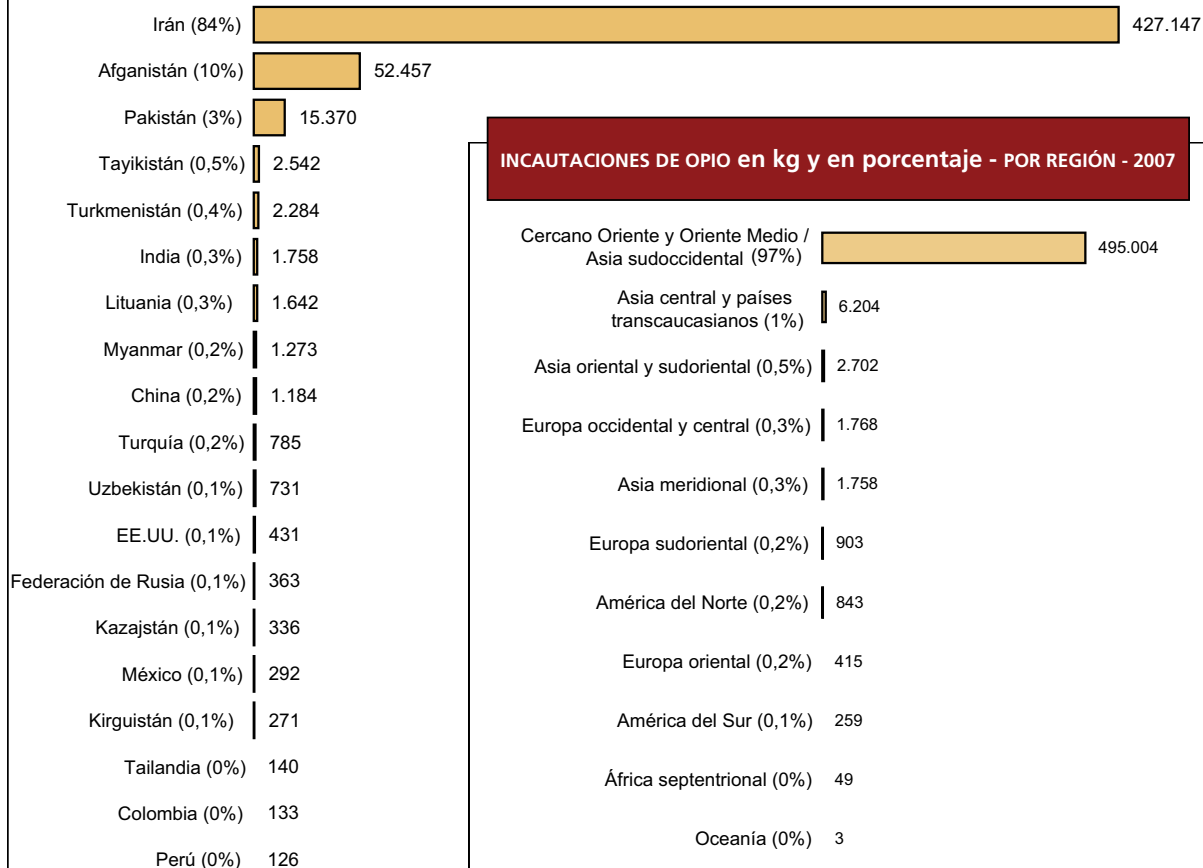 Irán (84%) 427.147
Afganistán (10%) 52.457
Pakistán (3%) 15.370
Tayikistán (0,5%) 2.542
Turkmenistán (0,4%) 2.284
India (0,3%) 1.758
Lituania (0,3%) 1.642
Myanmar (0,2%) 1.273
China (0,2%) 1.184
Turquía (0,2%) 785
Uzbekistán (0,1%) 731
EE.UU. (0,1%) 431
Federación de Rusia (0,1%) 363
Kazajstán (0,1%) 336
México (0,1%) 292
Kirguistán (0,1%) 271
Tailandia (0%) 140
Colombia (0%) 133
Perú (0%) 126
INCAUTACIONES DE OPIO en kg y en porcentaje - POR REGIÓN - 2007
Cercano Oriente y Oriente Medio /
Asia sudoccidental (97%) 495.004
Asia central y países
transcaucasianos (1%) 6.204
Asia oriental y sudoriental (0,5%) 2.702
Europa occidental y central (0,3%) 1.768
Asia meridional (0,3%) 1.758
Europa sudoriental (0,2%) 903
América del Norte (0,2%) 843
Europa oriental (0,2%) 415
América del Sur (0,1%) 259
África septentrional (0%) 49
Oceanía (0%) 3